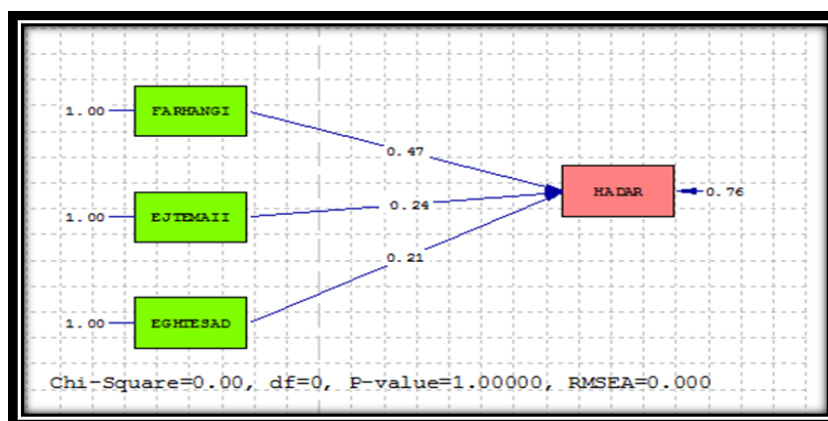 1.00 FARHANGI
0.47
HADAR 0.76
1.00 EJTEMAII
0.24
0.21
1.00 EGHTESAD
Chi-Square=0.00, df=0, P-value=1.00000, RMSEA=0.000